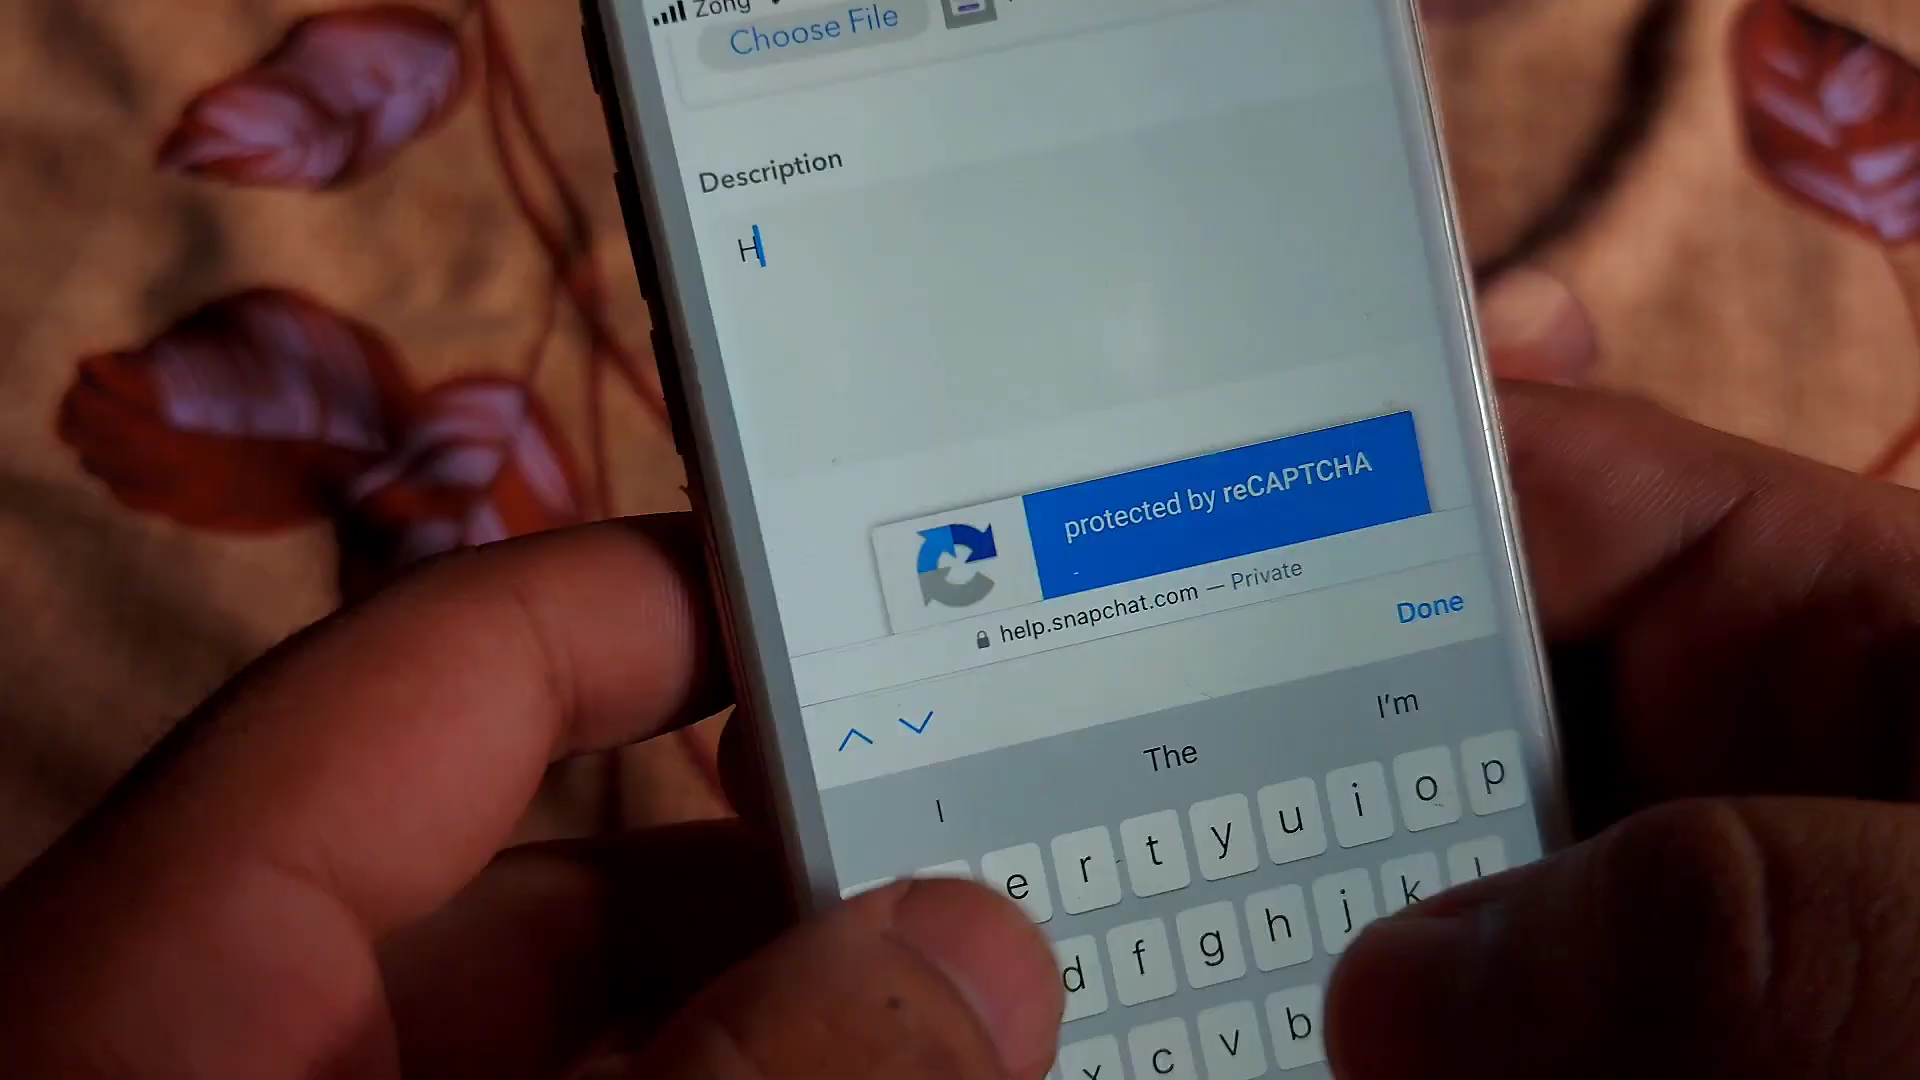 Zong
Choose File
Description
H
protected by reCAPTCHA
help.snapchat.com — Private
Done
I
The
I'm
e r t y u i o p
d f g h j k l
x c v b